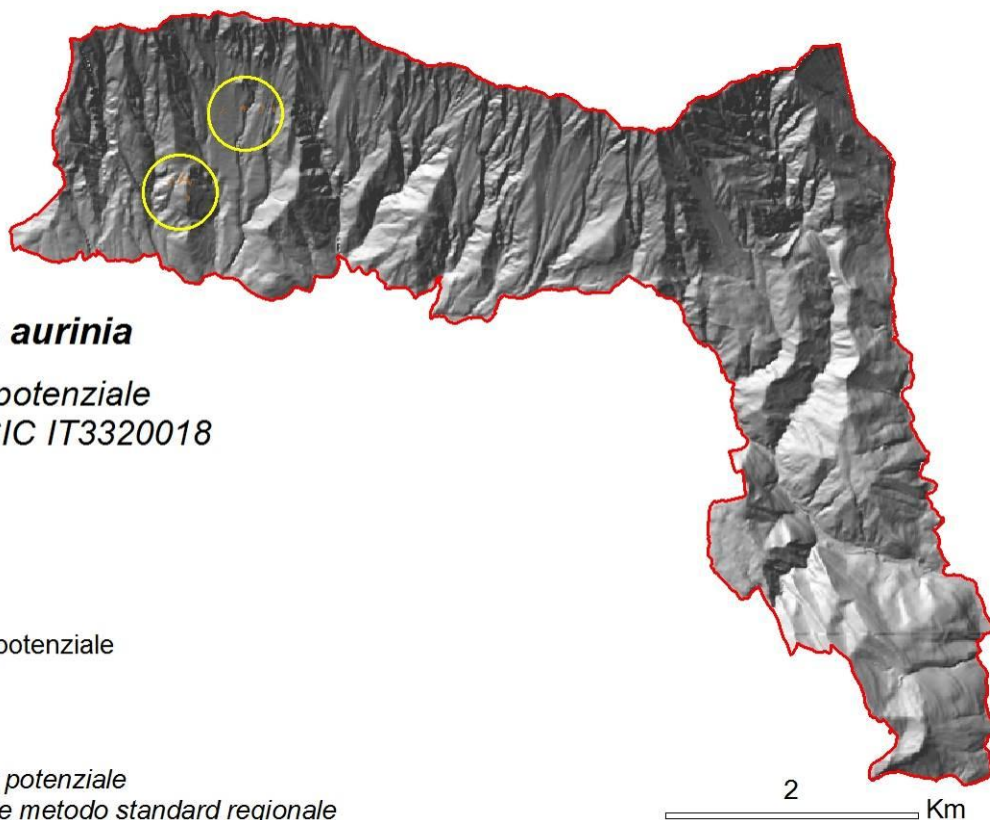 aurinia
potenziale
IC IT3320018
potenziale
potenziale
e metodo standard regionale
2
Km